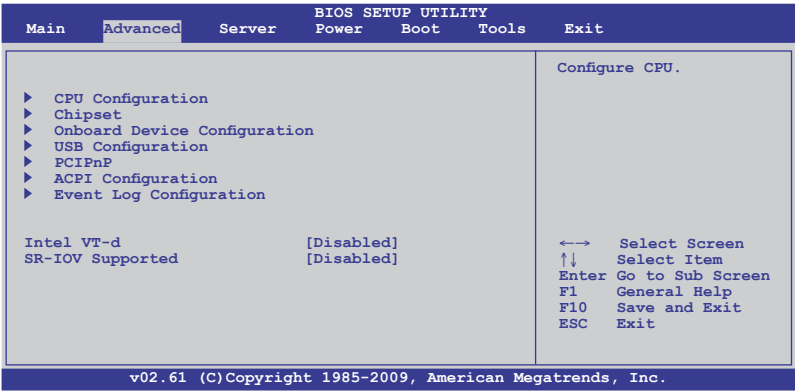 BIOS SETUP UTILITY
Main Advanced Server Power Boot Tools Exit
Configure CPU.
CPU Configuration
Chipset
Onboard Device Configuration
USB Configuration
PCIPnP
ACPI Configuration
Event Log Configuration
Intel VT-d [Disabled]
SR-IOV Supported [Disabled]
←→ Select Screen
↑↓ Select Item
Enter Go to Sub Screen
F1 General Help
F10 Save and Exit
ESC Exit
v02.61 (C)Copyright 1985-2009, American Megatrends, Inc.